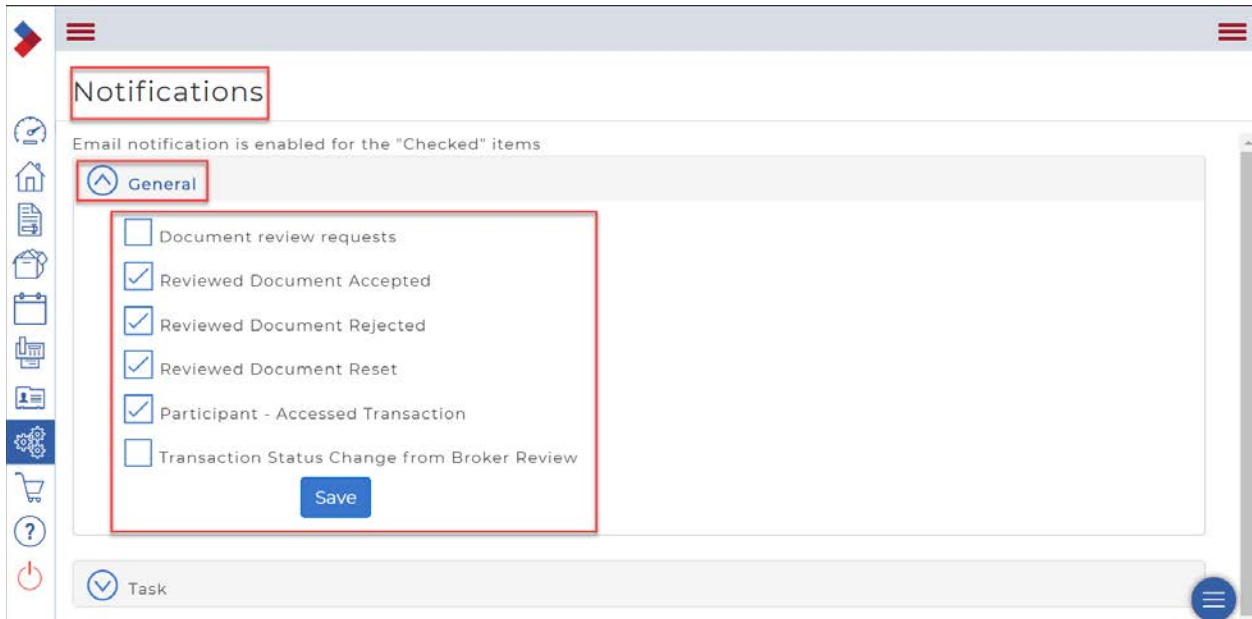 Notifications
Email notification is enabled for the "Checked" items
General
Document review requests
Reviewed Document Accepted
Reviewed Document Rejected
Reviewed Document Reset
Participant - Accessed Transaction
Transaction Status Change from Broker Review
Save
?
Task